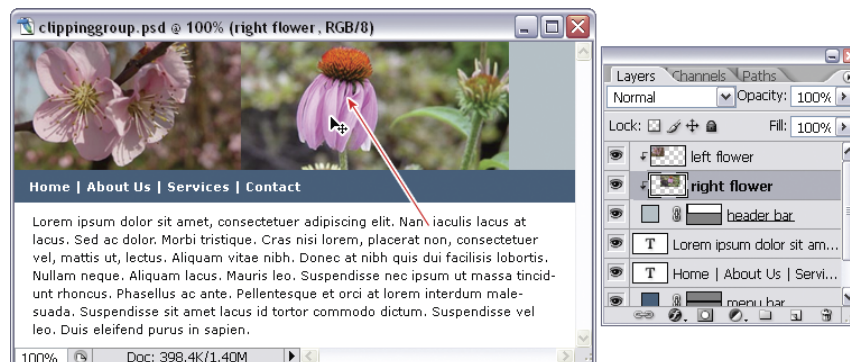 clippinggroup.psd @ 100% (right flower, RGB/8)
Home | About Us | Services | Contact
Lorem ipsum dolor sit amet, consectetuer adipiscing elit. Nan iaculis lacus at
lacus. Sed ac dolor. Morbi tristique. Cras nisi lorem, placerat non, consectetuer
vel, mattis ut, lectus. Aliquam vitae nibh. Donec at nibh quis dui facilisis lobortis.
Nullam neque. Aliquam lacus. Mauris leo. Suspendisse nec ipsum ut massa tincid-
unt rhoncus. Phasellus ac ante. Pellentesque et orci at lorem interdum male-
suada. Suspendisse sit amet lacus id tortor commodo dictum. Suspendisse vel
leo. Duis eleifend purus in sapien.
100% Doc: 398.4K/1.40M
Layers Channels Paths
Normal Opacity: 100%
Lock: Fill: 100%
left flower
right flower
header bar
T Lorem ipsum dolor sit am...
T Home | About Us | Servi...
menu bar